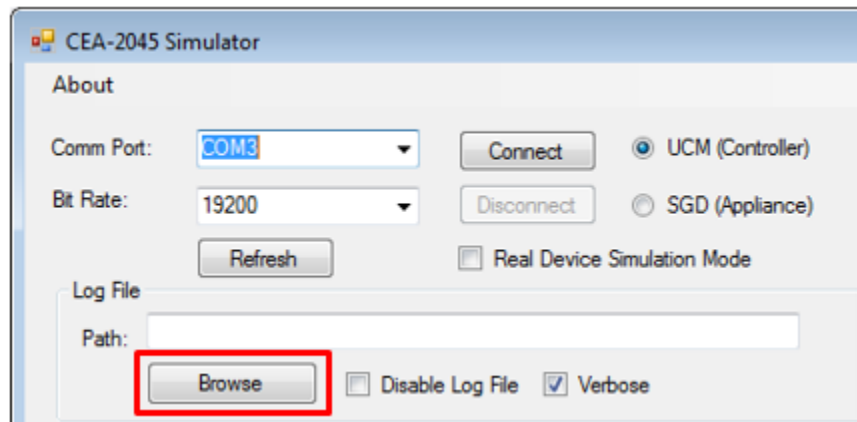 CEA-2045 Simulator
About
Comm Port: COM3 Connect UCM (Controller)
Bit Rate: 19200 Disconnect SGD (Appliance)
Refresh Real Device Simulation Mode
Log File
Path:
Browse Disable Log File Verbose